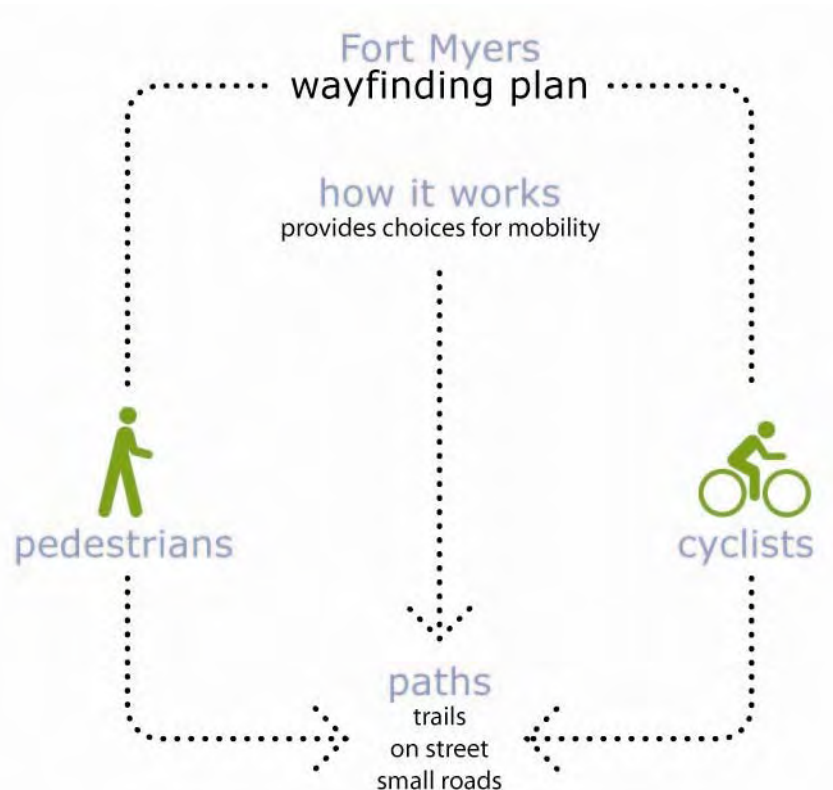 Fort Myers
wayfinding plan
how it works
provides choices for mobility
pedestrians
cyclists
paths
trails
on street
small roads